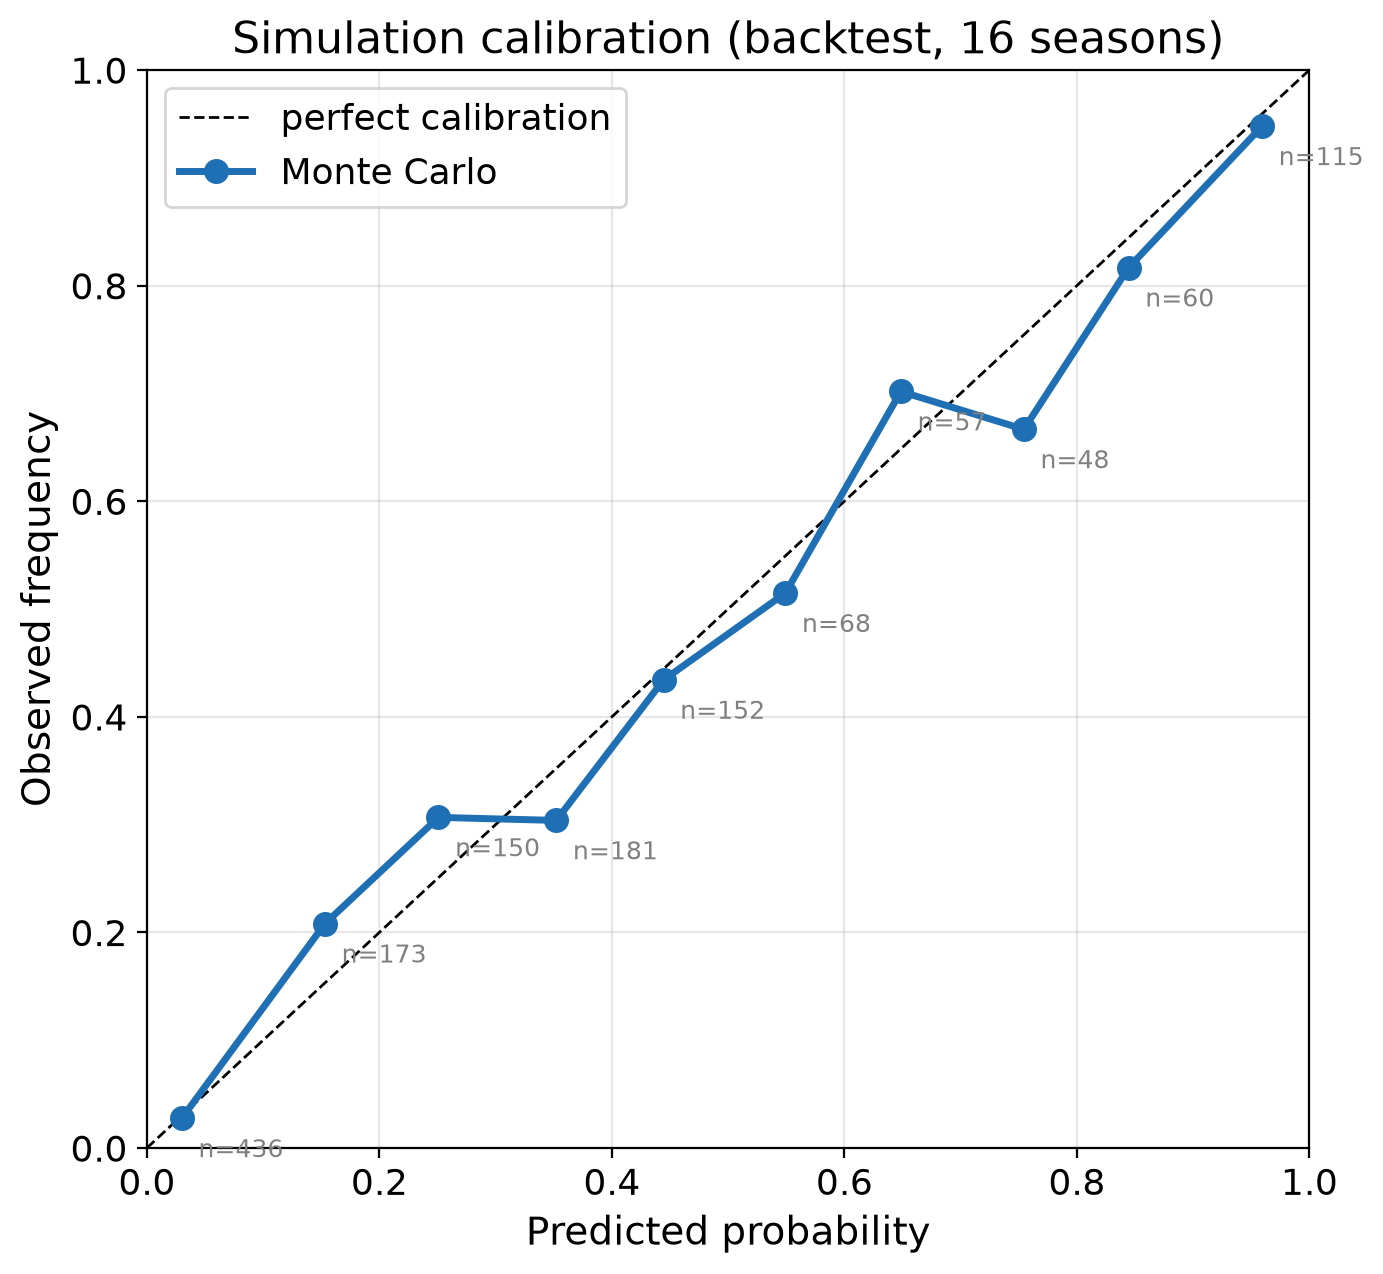 Simulation calibration (backtest, 16 seasons)
perfect calibration
Monte Carlo
Observed frequency
1.0
0.8
0.6
0.4
0.2
0.0
n=436
n=173
n=150
n=181
n=152
n=68
n=57
n=48
n=60
n=115
0.0
0.2
0.4
0.6
0.8
1.0
Predicted probability